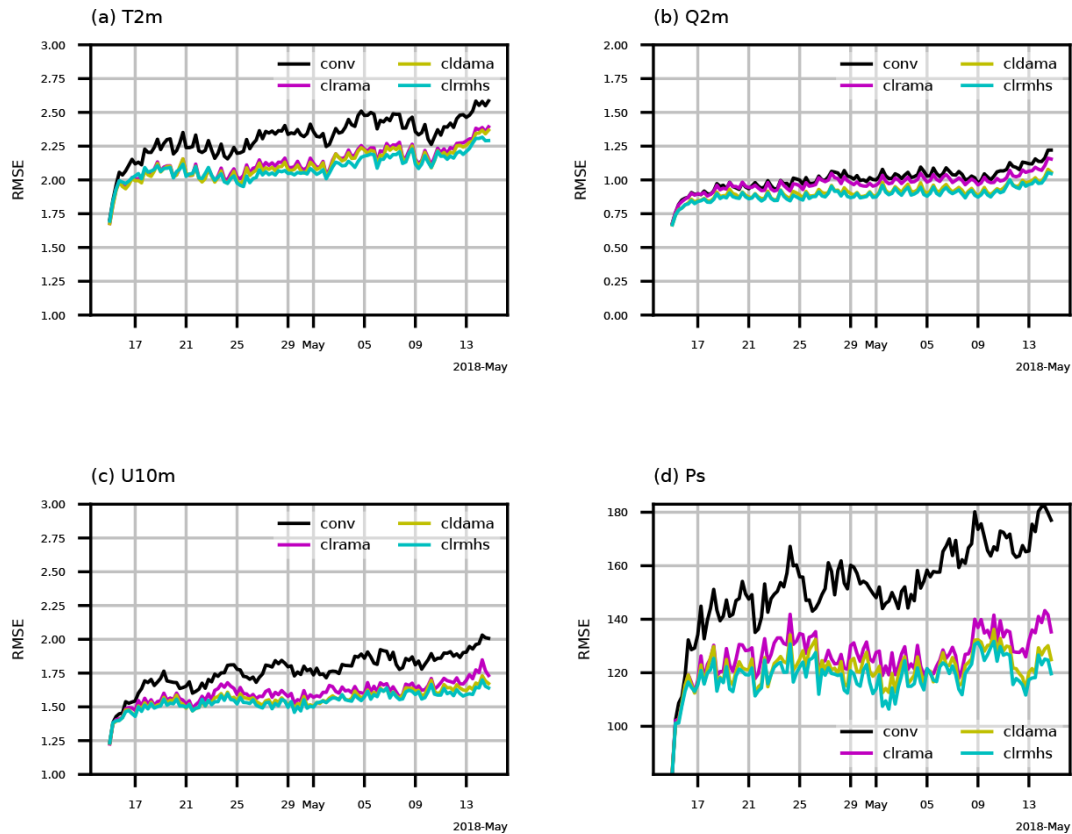 (a) T2m
3.00
2.75
2.50
2.25
2.00
1.75
1.50
1.25
1.00
RMSE
conv
clrama
cldama
clrmhs
17 21 25 29 May 05 09 13
2018-May
(b) Q2m
2.00
1.75
1.50
1.25
1.00
0.75
0.50
0.25
0.00
RMSE
conv
clrama
cldama
clrmhs
17 21 25 29 May 05 09 13
2018-May
(c) U10m
3.00
2.75
2.50
2.25
2.00
1.75
1.50
1.25
1.00
RMSE
conv
clrama
cldama
clrmhs
17 21 25 29 May 05 09 13
2018-May
(d) Ps
180
160
140
120
100
RMSE
conv
clrama
cldama
clrmhs
17 21 25 29 May 05 09 13
2018-May